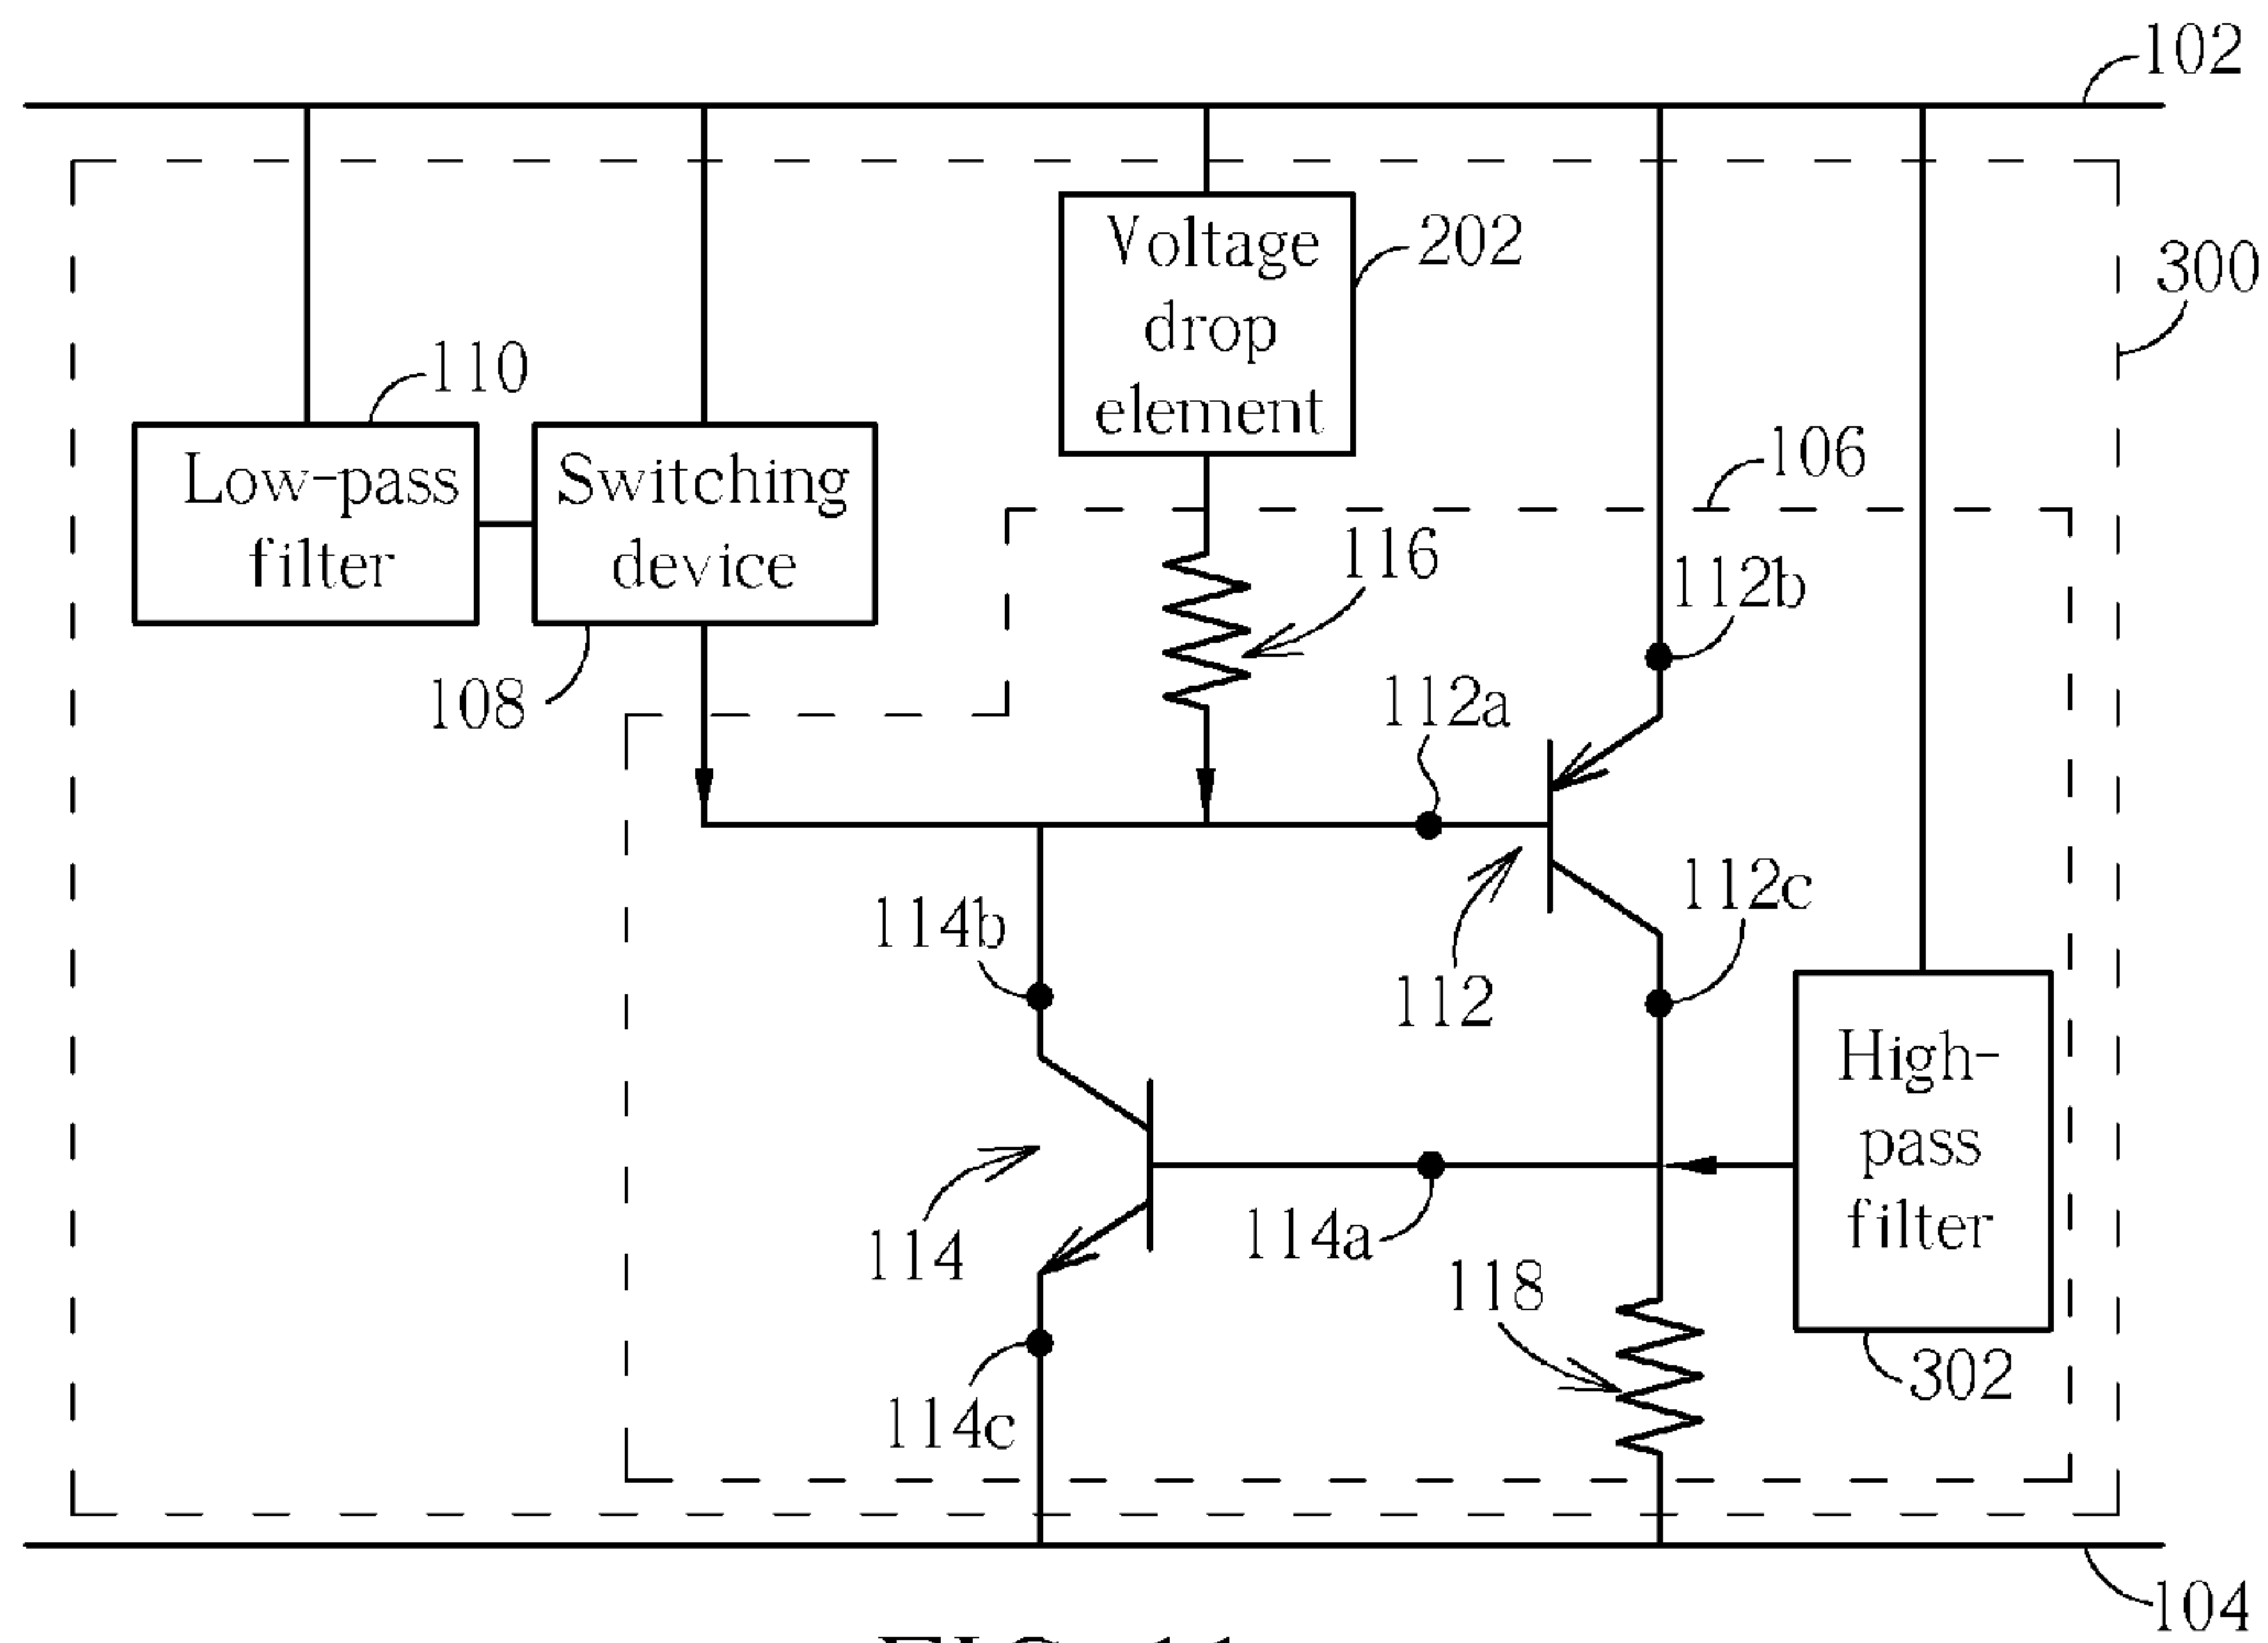 102
Voltage
drop
element
202
300
110
Low-pass
filter
Switching
device
106
116
112b
108
112a
114b
112c
112
High-
pass
filter
114
114a
118
302
114c
104